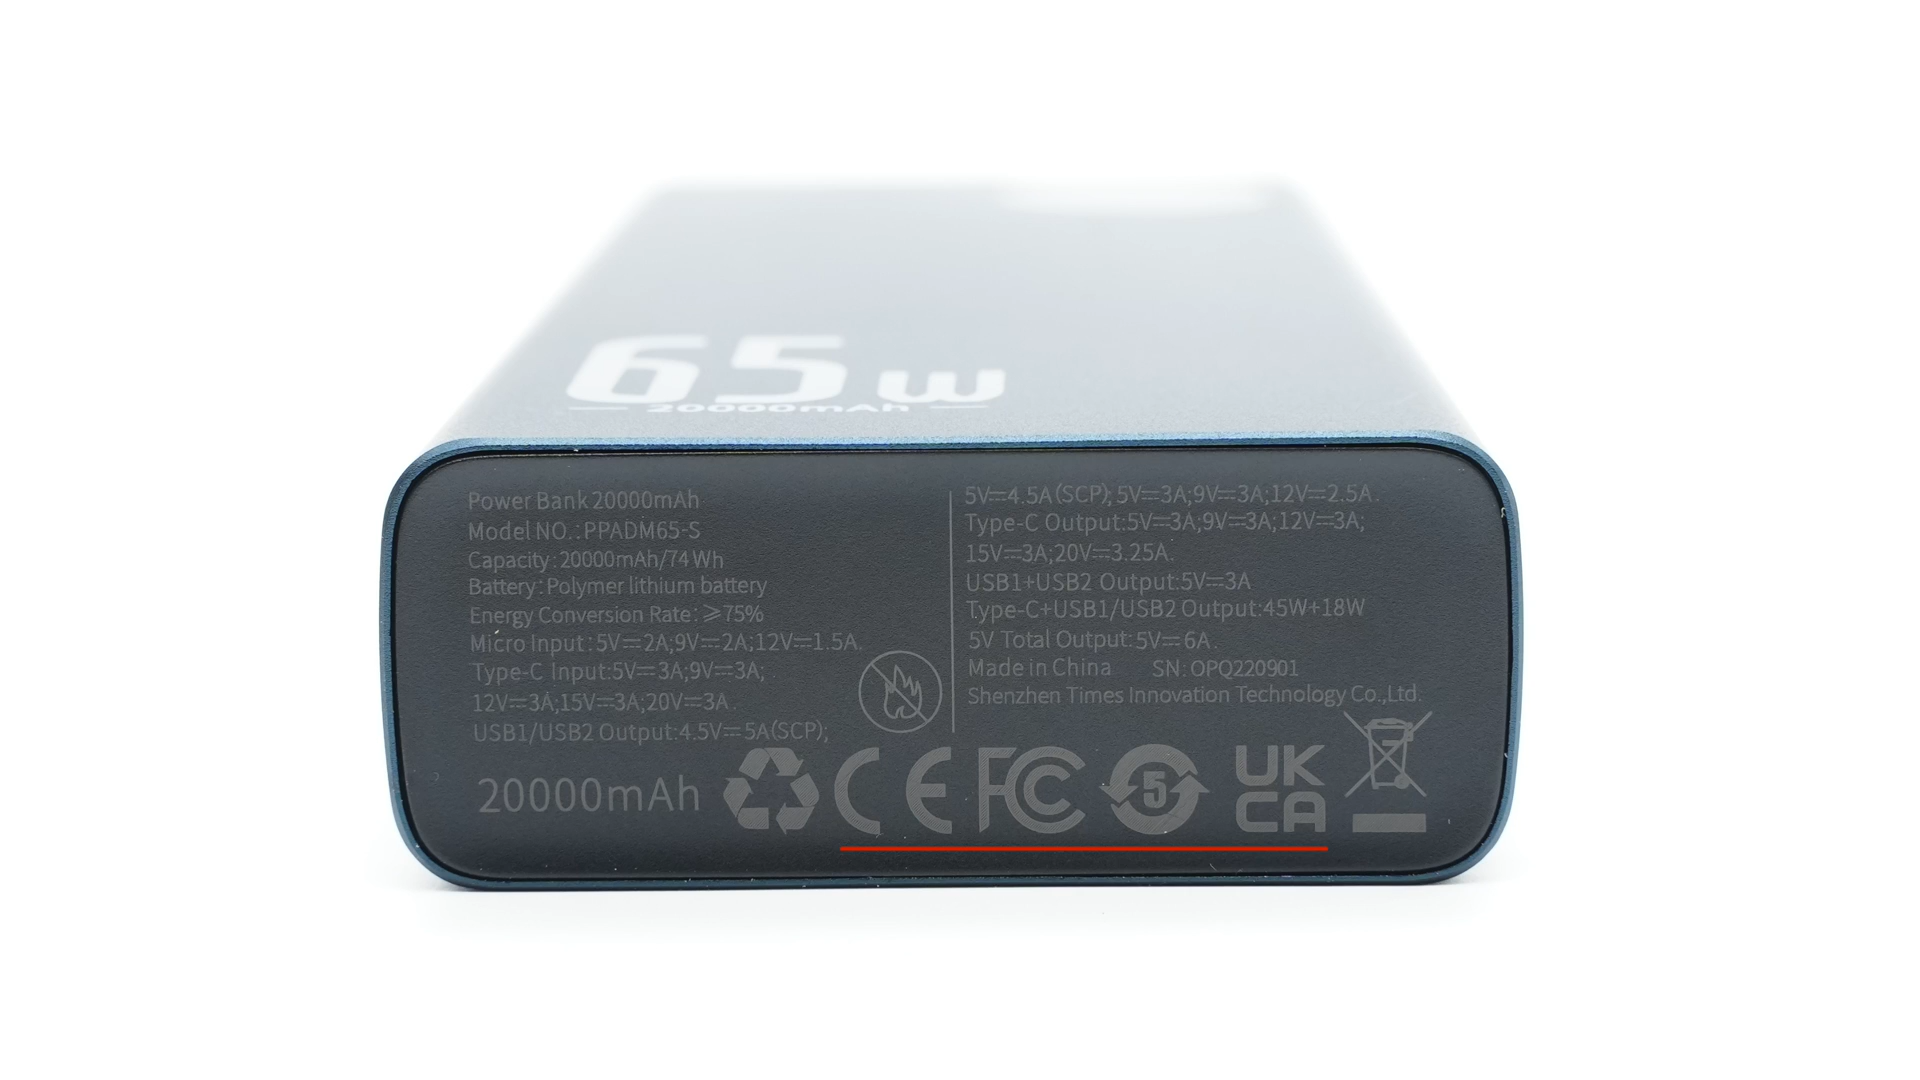 65w
20000mAh
Power Bank 20000mAh
Model NO.:PPADM65-S
Capacity:20000mAh/74Wh
Battery:Polymer lithium battery
Energy Conversion Rate:≥75%
Micro Input:5V⎓2A;9V⎓2A;12V⎓1.5A.
Type-C Input:5V⎓3A;9V⎓3A;
12V⎓3A;15V⎓3A;20V⎓3A.
USB1/USB2 Output:4.5V⎓5A(SCP);
5V⎓4.5A(SCP);5V⎓3A;9V⎓3A;12V⎓2.5A.
Type-C Output:5V⎓3A;9V⎓3A;12V⎓3A;
15V⎓3A;20V⎓3.25A.
USB1+USB2 Output:5V⎓3A
Type-C+USB1/USB2 Output:45W+18W
5V Total Output:5V⎓6A.
Made in China SN:OPQ220901
Shenzhen Times Innovation Technology Co.,Ltd.
20000mAh CE FC 5 UK
CA